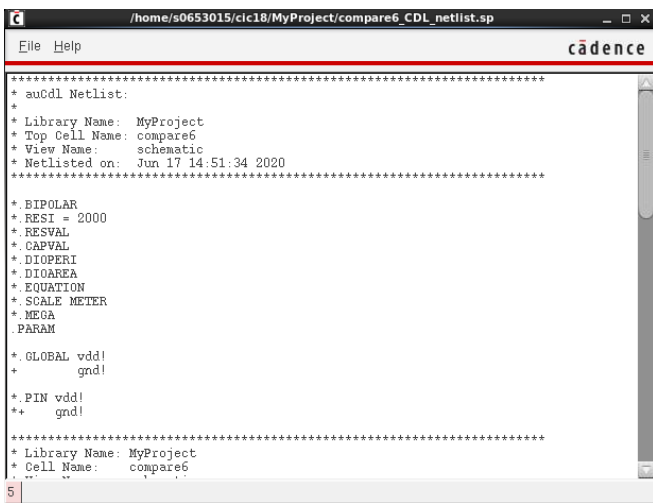 /home/s0653015/cic18/MyProject/compare6_CDL_netlist.sp
File Help
cādence
************************************************************************
* auCdl Netlist:
*
* Library Name:  MyProject
* Top Cell Name: compare6
* View Name:     schematic
* Netlisted on:  Jun 17 14:51:34 2020
************************************************************************
*.BIPOLAR
*.RESI = 2000
*.RESVAL
*.CAPVAL
*.DIOPERI
*.DIOAREA
*.EQUATION
*.SCALE METER
*.MEGA
.PARAM
*.GLOBAL vdd!
+        gnd!
*.PIN vdd!
*+    gnd!
************************************************************************
* Library Name: MyProject
* Cell Name:    compare6
5